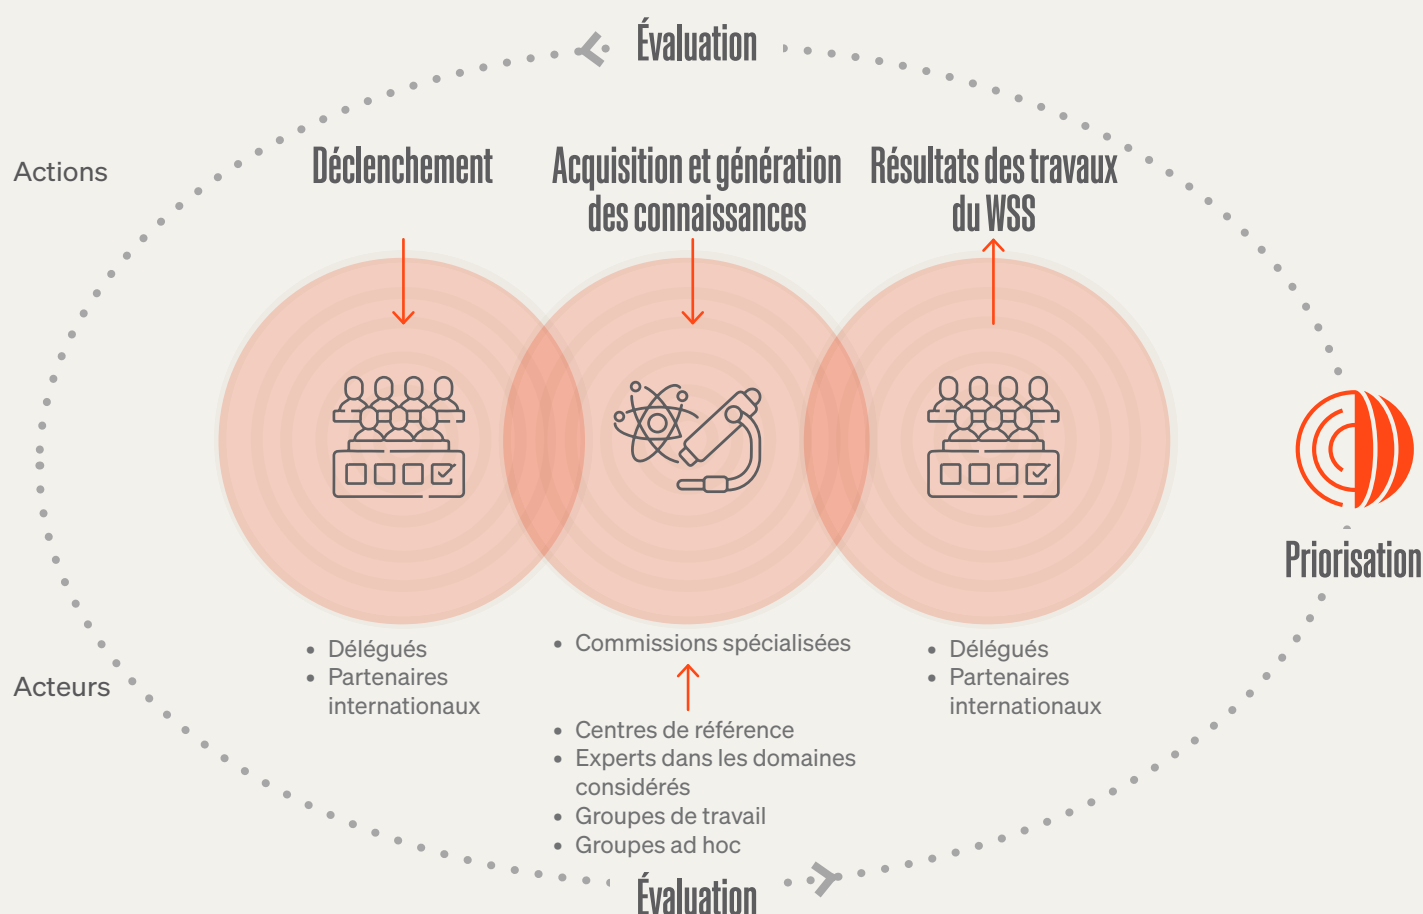 Évaluation
Actions
Déclenchement
Acquisition et génération
des connaissances
Résultats des travaux
du WSS
Priorisation
Acteurs
• Délégués
• Partenaires
internationaux
• Commissions spécialisées
• Centres de référence
• Experts dans les domaines
considérés
• Groupes de travail
• Groupes ad hoc
• Délégués
• Partenaires
internationaux
Évaluation